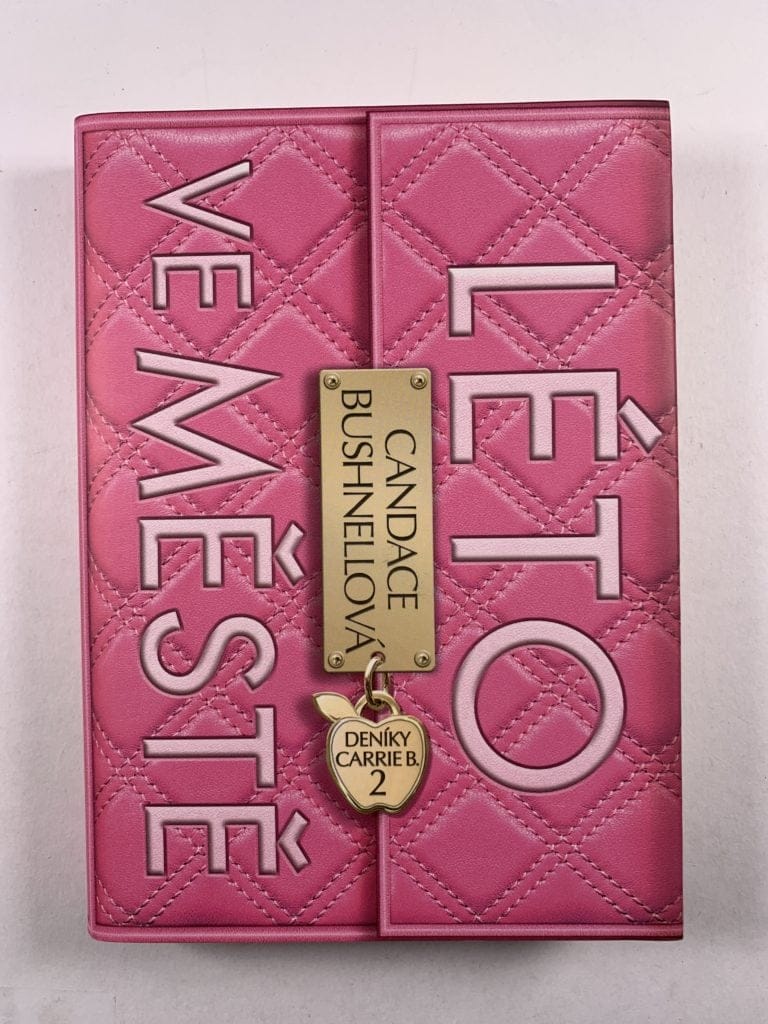 LÉTO
CANDACE
BUSHNELLOVÁ
DENÍKY
CARRIE B.
2
VE MĚSTĚ